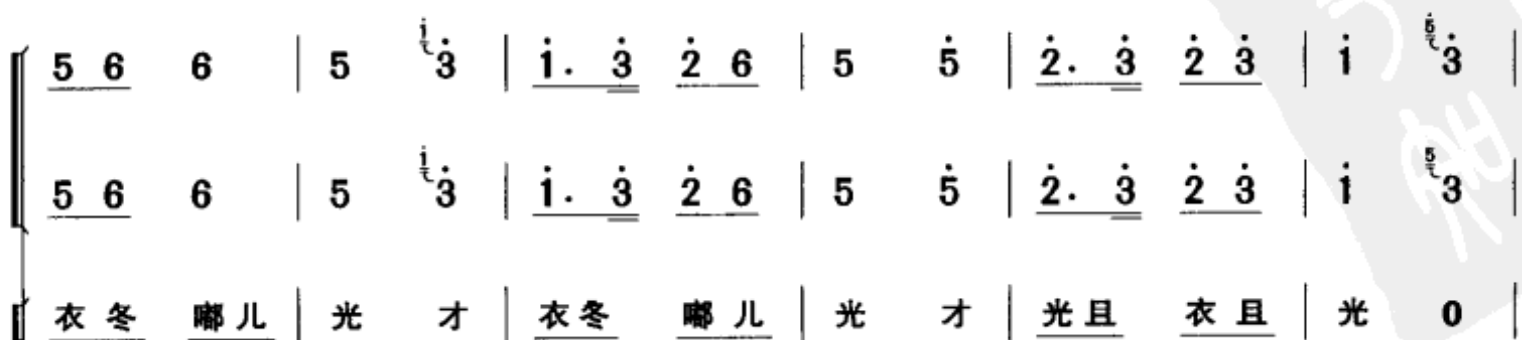 5 6 6 | 5 i̇ 3̇ | 1̇. 3̇ 2̇ 6 | 5 5̇ | 2̇. 3̇ 2̇ 3̇ | 1̇ 5̇ 3̇ |
5 6 6 | 5 i̇ 3̇ | 1̇. 3̇ 2̇ 6 | 5 5̇ | 2̇. 3̇ 2̇ 3̇ | 1̇ 5 3̇ |
衣冬 嘟儿 | 光 才 | 衣冬 嘟儿 | 光 才 | 光且 衣且 | 光 0 |